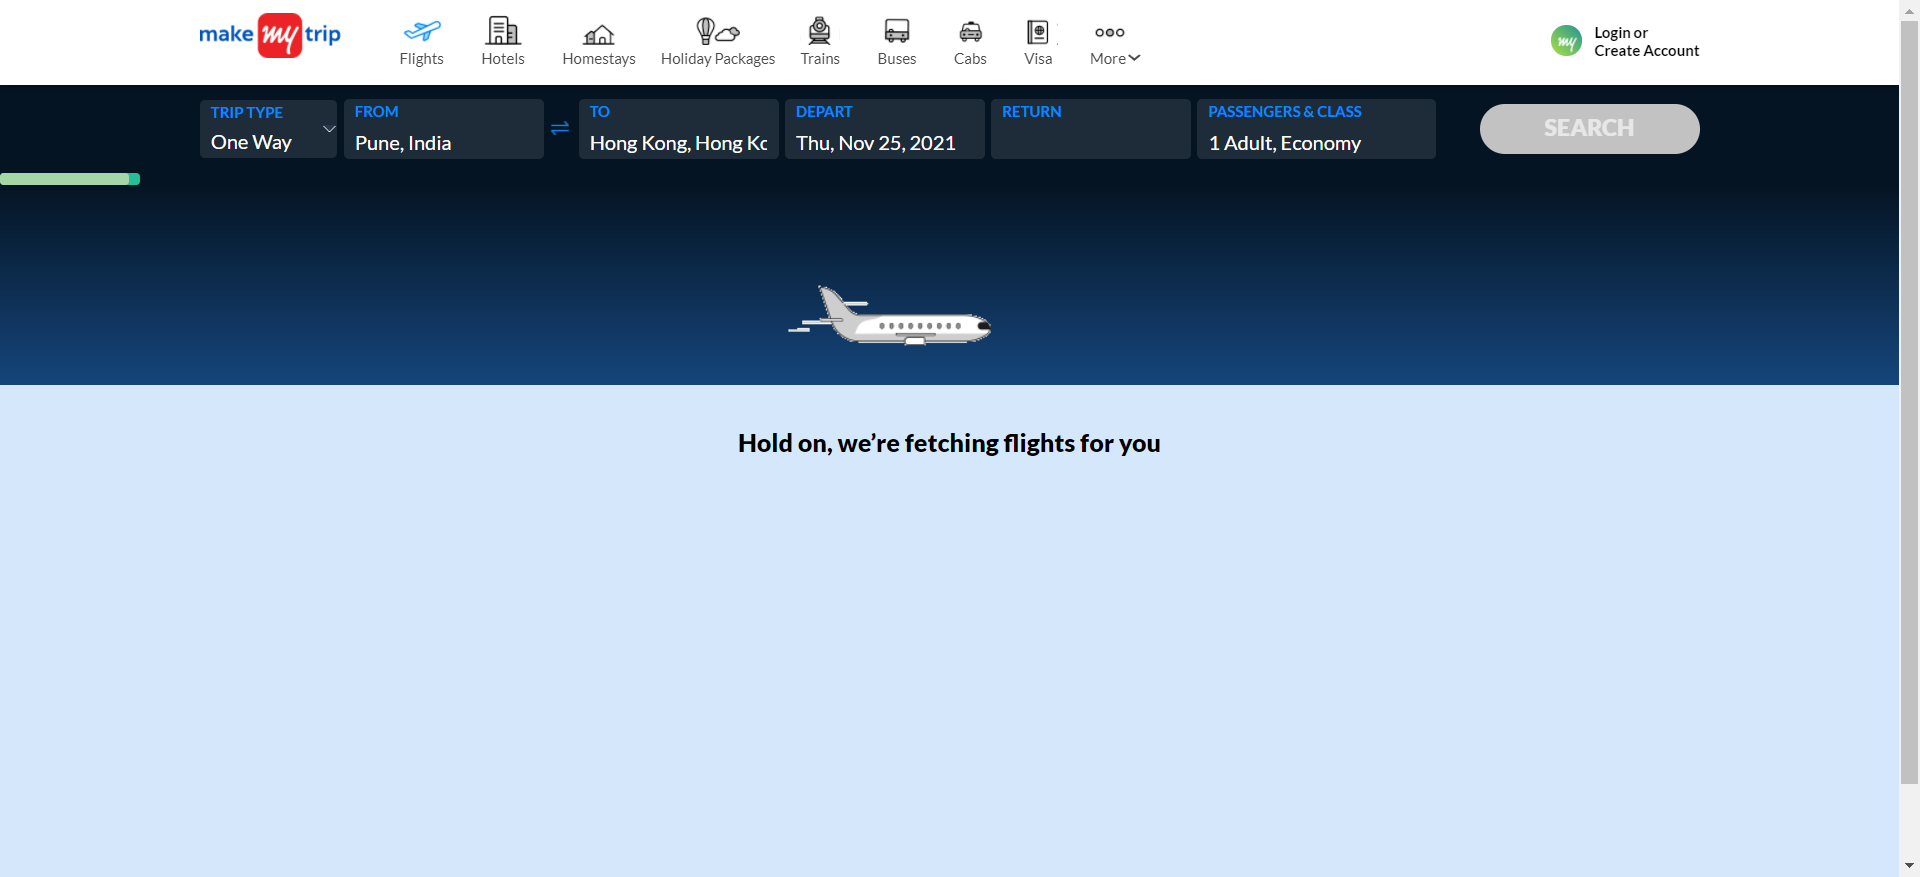 make my trip
Flights
Hotels
Homestays
Holiday Packages
Trains
Buses
Cabs
Visa
More
my
Login or
Create Account
TRIP TYPE
One Way
FROM
Pune, India
TO
Hong Kong, Hong Kc
DEPART
Thu, Nov 25, 2021
RETURN
PASSENGERS & CLASS
1 Adult, Economy
SEARCH
Hold on, we’re fetching flights for you